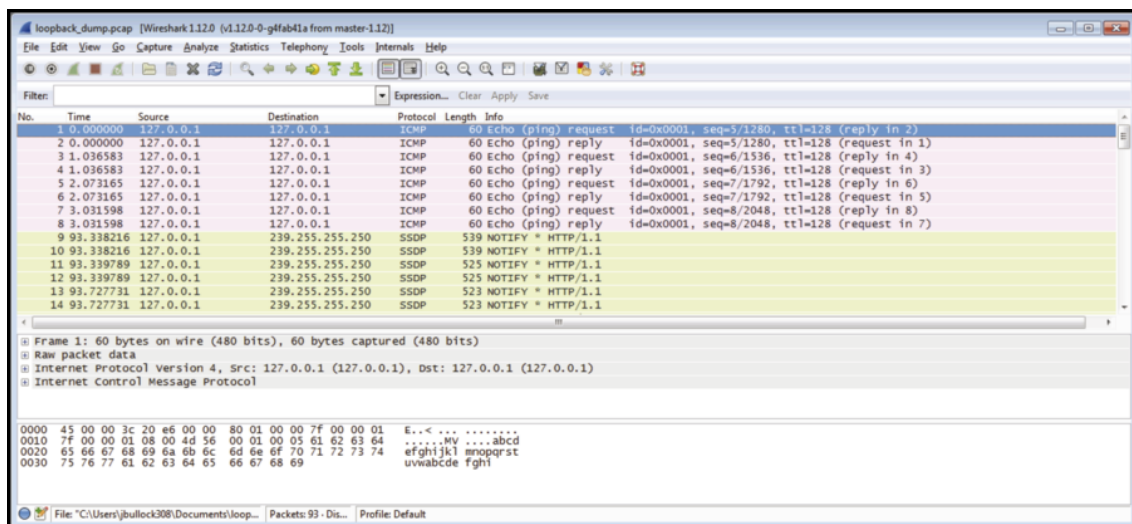 loopback_dump.pcap [Wireshark 1.12.0 (v1.12.0-0-g4fab41a from master-1.12)]
File Edit View Go Capture Analyze Statistics Telephony Tools Internals Help
Filter: Expression... Clear Apply Save
No. Time Source Destination Protocol Length Info
1 0.000000 127.0.0.1 127.0.0.1 ICMP 60 Echo (ping) request id=0x0001, seq=5/1280, ttl=128 (reply in 2)
2 0.000000 127.0.0.1 127.0.0.1 ICMP 60 Echo (ping) reply id=0x0001, seq=5/1280, ttl=128 (request in 1)
3 1.036583 127.0.0.1 127.0.0.1 ICMP 60 Echo (ping) request id=0x0001, seq=6/1536, ttl=128 (reply in 4)
4 1.036583 127.0.0.1 127.0.0.1 ICMP 60 Echo (ping) reply id=0x0001, seq=6/1536, ttl=128 (request in 3)
5 2.073165 127.0.0.1 127.0.0.1 ICMP 60 Echo (ping) request id=0x0001, seq=7/1792, ttl=128 (reply in 6)
6 2.073165 127.0.0.1 127.0.0.1 ICMP 60 Echo (ping) reply id=0x0001, seq=7/1792, ttl=128 (request in 5)
7 3.031598 127.0.0.1 127.0.0.1 ICMP 60 Echo (ping) request id=0x0001, seq=8/2048, ttl=128 (reply in 8)
8 3.031598 127.0.0.1 127.0.0.1 ICMP 60 Echo (ping) reply id=0x0001, seq=8/2048, ttl=128 (request in 7)
9 93.338216 127.0.0.1 239.255.255.250 SSDP 539 NOTIFY * HTTP/1.1
10 93.338216 127.0.0.1 239.255.255.250 SSDP 539 NOTIFY * HTTP/1.1
11 93.339789 127.0.0.1 239.255.255.250 SSDP 525 NOTIFY * HTTP/1.1
12 93.339789 127.0.0.1 239.255.255.250 SSDP 525 NOTIFY * HTTP/1.1
13 93.727731 127.0.0.1 239.255.255.250 SSDP 523 NOTIFY * HTTP/1.1
14 93.727731 127.0.0.1 239.255.255.250 SSDP 523 NOTIFY * HTTP/1.1
Frame 1: 60 bytes on wire (480 bits), 60 bytes captured (480 bits)
Raw packet data
Internet Protocol Version 4, Src: 127.0.0.1 (127.0.0.1), Dst: 127.0.0.1 (127.0.0.1)
Internet Control Message Protocol
0000 45 00 00 3c 20 e6 00 00 80 01 00 00 7f 00 00 01 E..< ... ........
0010 7f 00 00 01 08 00 4d 56 00 01 00 05 61 62 63 64 ......MV ....abcd
0020 65 66 67 68 69 6a 6b 6c 6d 6e 6f 70 71 72 73 74 efghijkl mnopqrst
0030 75 76 77 61 62 63 64 65 66 67 68 69 uvwabcde fghi
File: "C:\Users\jbullock308\Documents\loop... Packets: 93 · Dis... Profile: Default